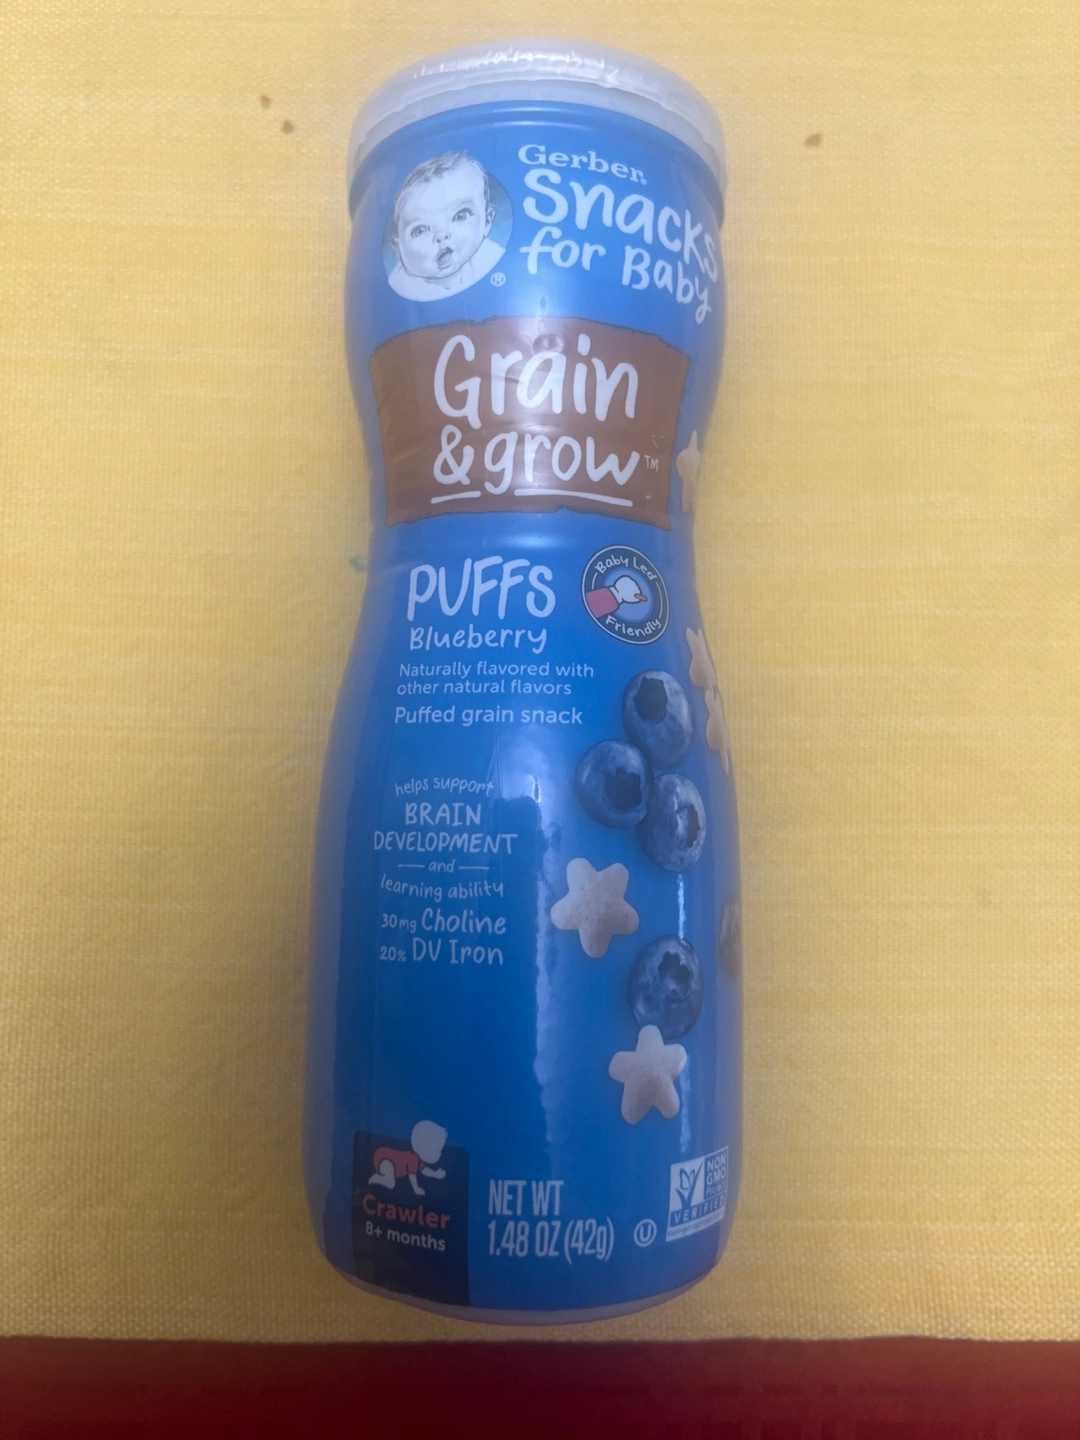 Gerber®
Snacks
for Baby
®
Grain
& grow™
PUFFS
Blueberry
Baby Led
Friendly
Naturally flavored with
other natural flavors
Puffed grain snack
helps support
BRAIN
DEVELOPMENT
and
learning ability
30mg Choline
20% DV Iron
Crawler
8+ months
NET WT
1.48 OZ (42g)
U
NON
GMO
VERIFIED